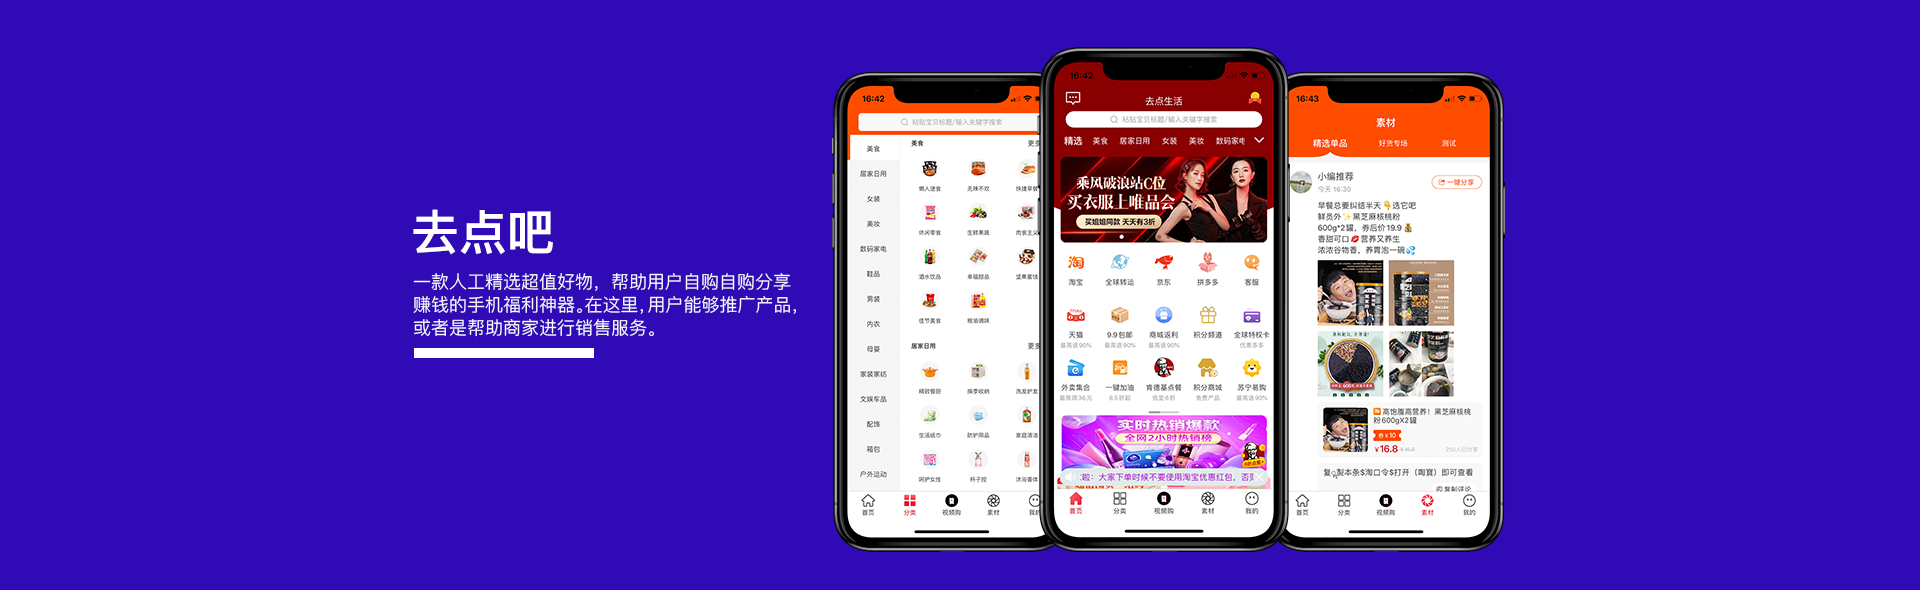 去点吧
一款人工精选超值好物，帮助用户自购自购分享
赚钱的手机福利神器。在这里，用户能够推广产品，
或者是帮助商家进行销售服务。
16:42
粘贴宝贝标题/输入关键字搜索
美食
居家日用
女装
美妆
数码家电
鞋品
男装
内衣
母婴
家装家纺
文娱车品
配饰
箱包
户外运动
美食
更多
懒人速食
无辣不欢
快捷早餐
休闲零食
生鲜果蔬
肉食主义
酒水饮品
幸福甜品
坚果蜜饯
佳节美食
粮油调味
居家日用
更多
精致餐厨
换季收纳
洗发护发
生活纸巾
防护用品
家庭清洁
呵护女性
杯子控
沐浴香体
首页
分类
视频购
素材
我的
16:42
去点生活
粘贴宝贝标题/输入关键字搜索
精选 美食 居家日用 女装 美妆 数码家电
乘风破浪站C位
买衣服上唯品会
买姐姐同款 天天有3折
淘
淘宝
全球转运
京东
拼多多
客服
天猫
最高返90%
9.9包邮
最高返90%
商城返利
最高返90%
积分频道
全球特权卡
优惠多多
外卖集合
最高领36元
一键加油
8.5折起
肯德基点餐
低至6折
积分商城
免费产品
苏宁易购
最高返90%
实时热销爆款
全网2小时热销榜
啦：大家下单时候不要使用淘宝优惠红包，否则
首页
分类
视频购
素材
我的
16:43
素材
精选单品
好货专场
测试
小编推荐
今天 16:30
一键分享
早餐总要纠结半天👇选它吧
鲜员外✨黑芝麻核桃粉
600g*2罐，券后价19.9💰
香甜可口💋营养又养生
浓浓谷物香，养胃泡一碗💦
高饱腹高营养！黑芝麻核桃
粉600gX2罐
券 ¥10
¥16.8
250人已分享
复制本条$淘口令$打开（淘寶）即可查看
复制评论
首页
分类
视频购
素材
我的